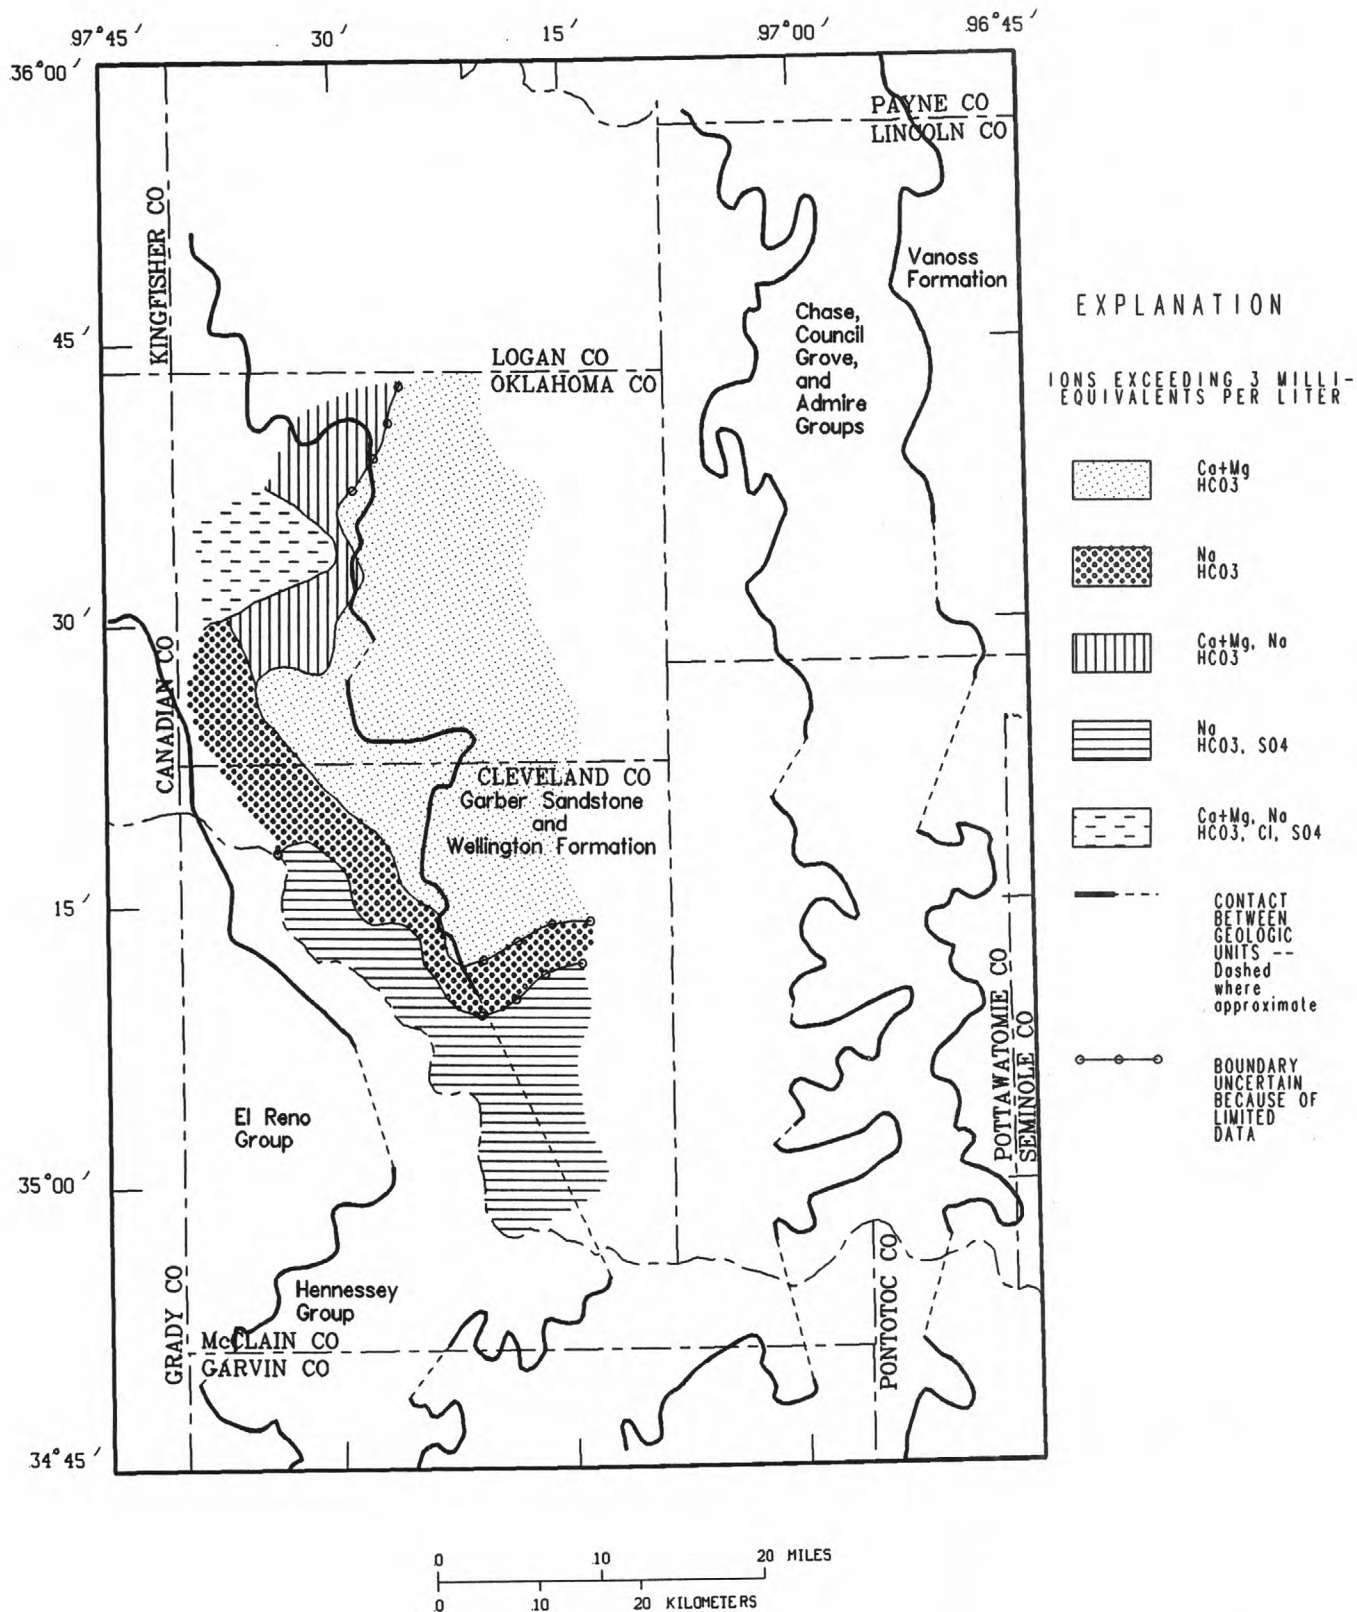 97°45′
30′
15′
97°00′
96°45′
36°00′
PAYNE CO
LINCOLN CO
KINGFISHER CO
Vanoss
Formation
Chase,
Council
Grove,
and
Admire
Groups
45′
LOGAN CO
OKLAHOMA CO
30′
CANADIAN CO
CLEVELAND CO
Garber Sandstone
and
Wellington Formation
15′
POTTAWATOMIE CO
SEMINOLE CO
El Reno
Group
35°00′
GRADY CO
Hennessey
Group
McCLAIN CO
GARVIN CO
PONTOTOC CO
34°45′
EXPLANATION
IONS EXCEEDING 3 MILLI-
EQUIVALENTS PER LITER
Ca+Mg
HCO3
Na
HCO3
Ca+Mg, Na
HCO3
Na
HCO3, SO4
Ca+Mg, Na
HCO3, Cl, SO4
CONTACT
BETWEEN
GEOLOGIC
UNITS --
Dashed
where
approximate
BOUNDARY
UNCERTAIN
BECAUSE OF
LIMITED
DATA
0 10 20 MILES
0 10 20 KILOMETERS